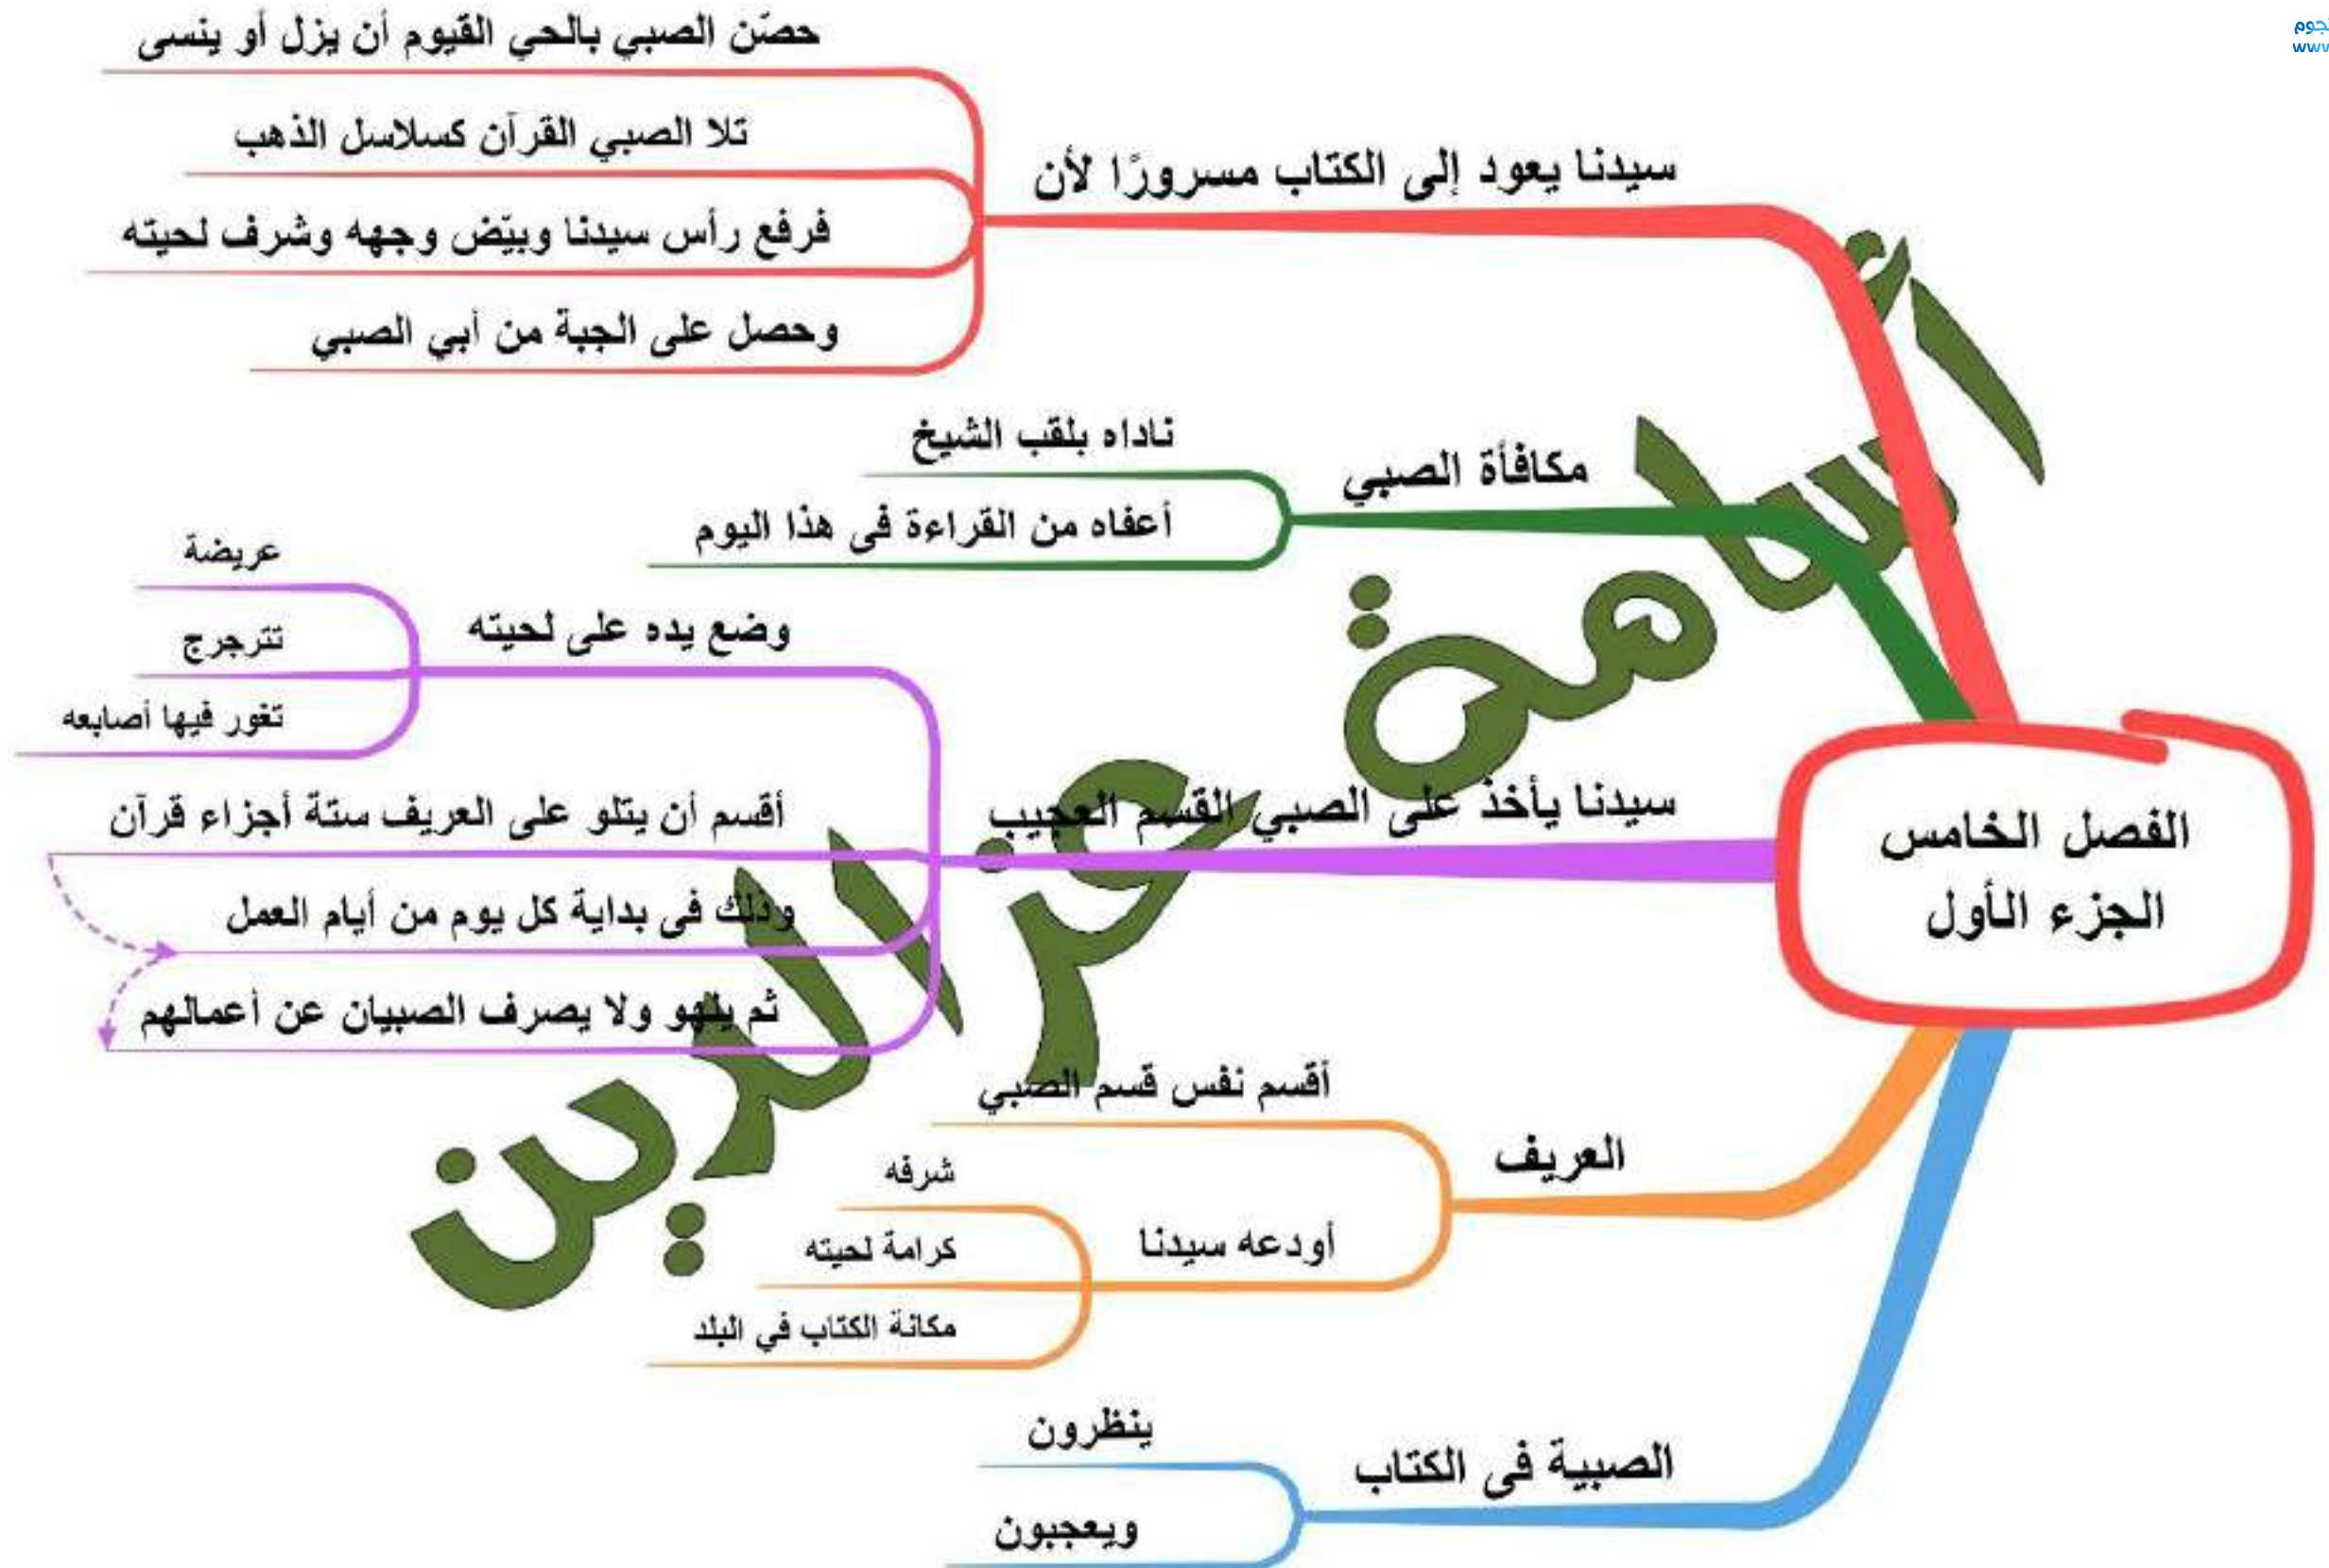 الفصل الخامس
الجزء الأول
سيدنا يعود إلى الكتاب مسرورًا لأن
حصّن الصبي بالحي القيوم أن يزل أو ينسى
تلا الصبي القرآن كسلاسل الذهب
فرفع رأس سيدنا وبيّض وجهه وشرف لحيته
وحصل على الجبة من أبي الصبي
مكافأة الصبي
ناداه بلقب الشيخ
أعفاه من القراءة فى هذا اليوم
سيدنا يأخذ على الصبي القسم العجيب
وضع يده على لحيته
عريضة
تترجرج
تغور فيها أصابعه
أقسم أن يتلو على العريف ستة أجزاء قرآن
وذلك فى بداية كل يوم من أيام العمل
ثم يلهو ولا يصرف الصبيان عن أعمالهم
العريف
أقسم نفس قسم الصبي
أودعه سيدنا
شرفه
كرامة لحيته
مكانة الكتاب في البلد
الصبية فى الكتاب
ينظرون
ويعجبون
أسامة عز الدين